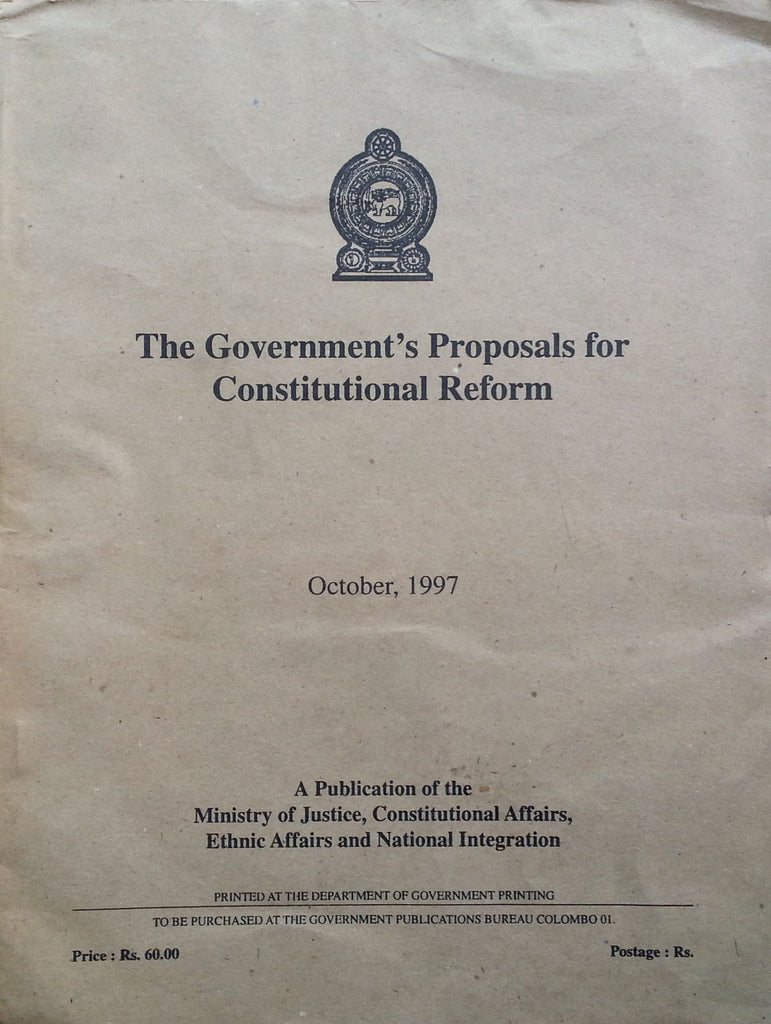 The Government's Proposals for
Constitutional Reform
October, 1997
A Publication of the
Ministry of Justice, Constitutional Affairs,
Ethnic Affairs and National Integration
PRINTED AT THE DEPARTMENT OF GOVERNMENT PRINTING
TO BE PURCHASED AT THE GOVERNMENT PUBLICATIONS BUREAU COLOMBO 01.
Price : Rs. 60.00 Postage : Rs.